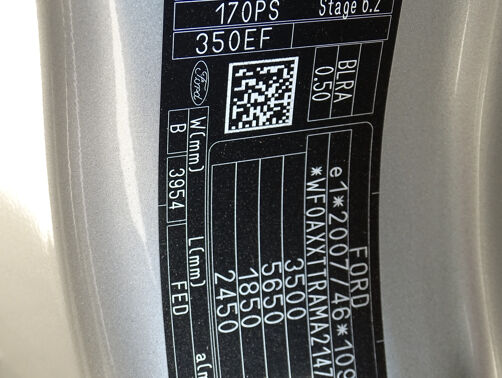 170PS
Stage 6.2
350EF
BLRA
0.50
Ford
FORD
e1*2007/46*109
*WF0AXXTTRAMA2147
3500
5650
1850
2450
W(mm)
L(mm)
a(m
B
3954
FED